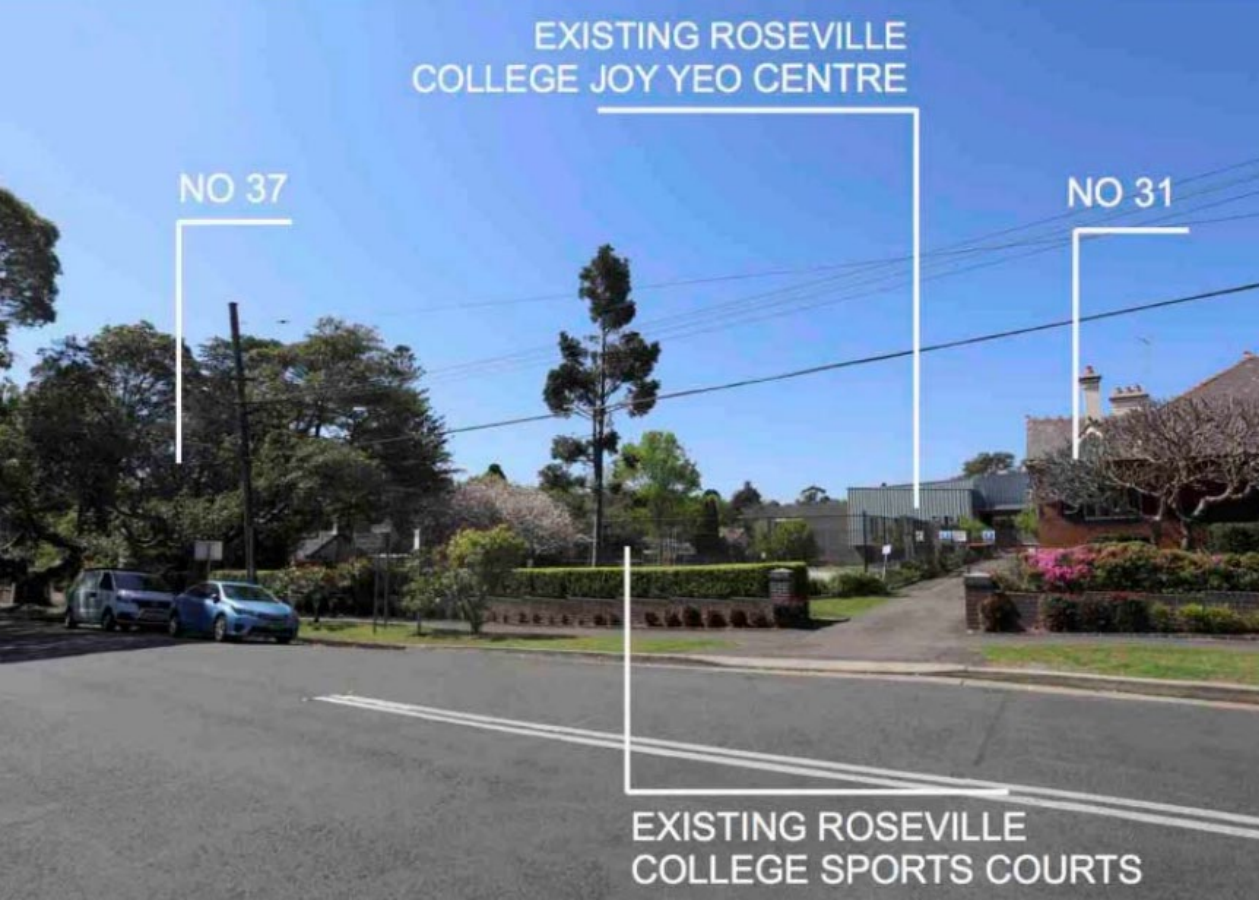 EXISTING ROSEVILLE
COLLEGE JOY YEO CENTRE
NO 37
NO 31
EXISTING ROSEVILLE
COLLEGE SPORTS COURTS